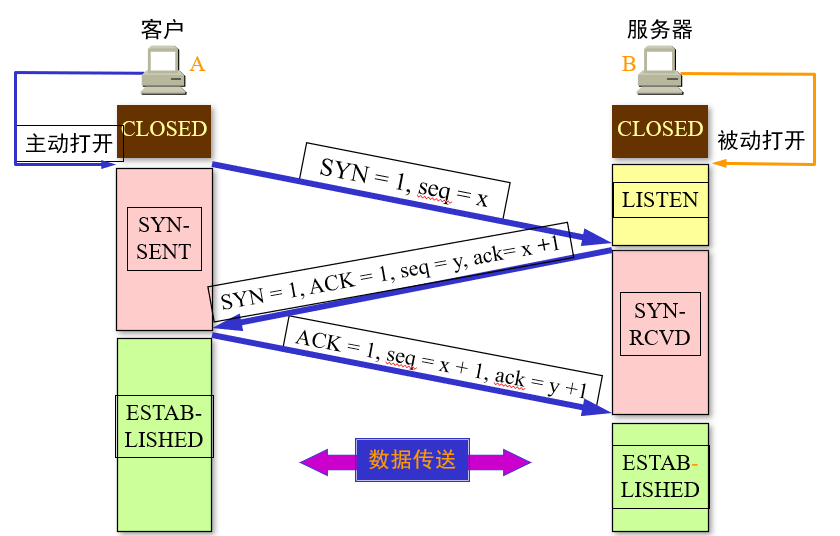 客户
服务器
A
B
CLOSED
CLOSED
主动打开
被动打开
SYN = 1, seq = x
LISTEN
SYN-
SENT
SYN = 1, ACK = 1, seq = y, ack= x +1
SYN-
RCVD
ACK = 1, seq = x + 1, ack = y +1
ESTAB-
LISHED
数据传送
ESTAB-
LISHED